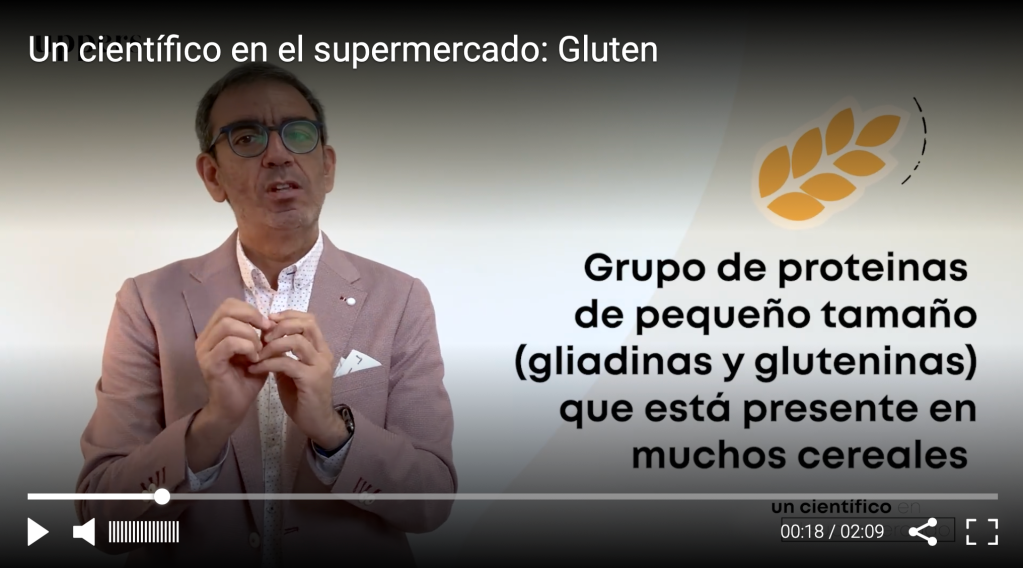 Un científico en el supermercado: Gluten
Grupo de proteinas
de pequeño tamaño
(gliadinas y gluteninas)
que está presente en
muchos cereales
un científico en
00:18 / 02:09